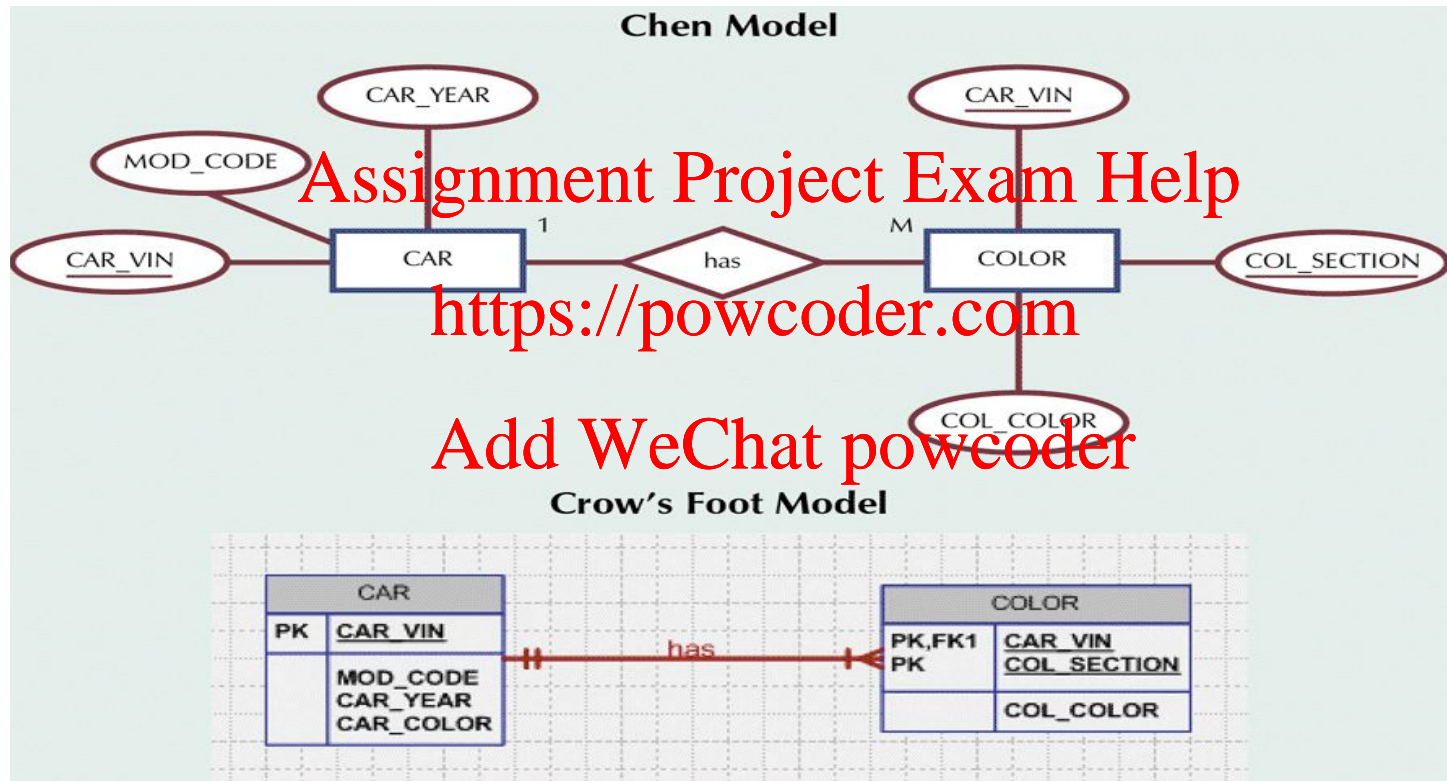 Chen Model
CAR_YEAR
CAR_VIN
MOD_CODE
Assignment Project Exam Help
1
M
CAR_VIN
CAR
has
COLOR
COL_SECTION
https://powcoder.com
COL_COLOR
Add WeChat powcoder
Crow's Foot Model
CAR
PK CAR_VIN
MOD_CODE
CAR_YEAR
CAR_COLOR
has
COLOR
PK,FK1 CAR_VIN
PK COL_SECTION
COL_COLOR